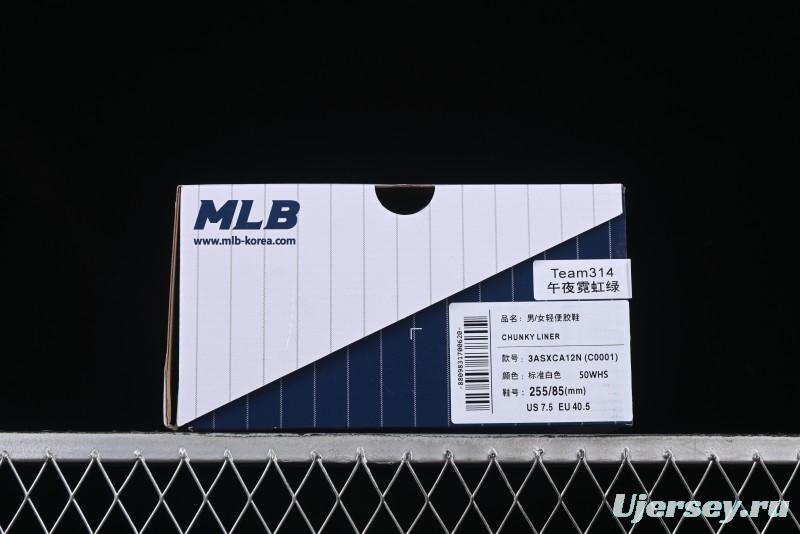 MLB
www.mlb-korea.com
Team314
午夜霓虹绿
-8809831700620-
品名: 男/女轻便胶鞋
CHUNKY LINER
款号: 3ASXCA12N (C0001)
颜色: 标准白色 50WHS
鞋号: 255/85(mm)
US 7.5 EU 40.5
Ujersey.ru